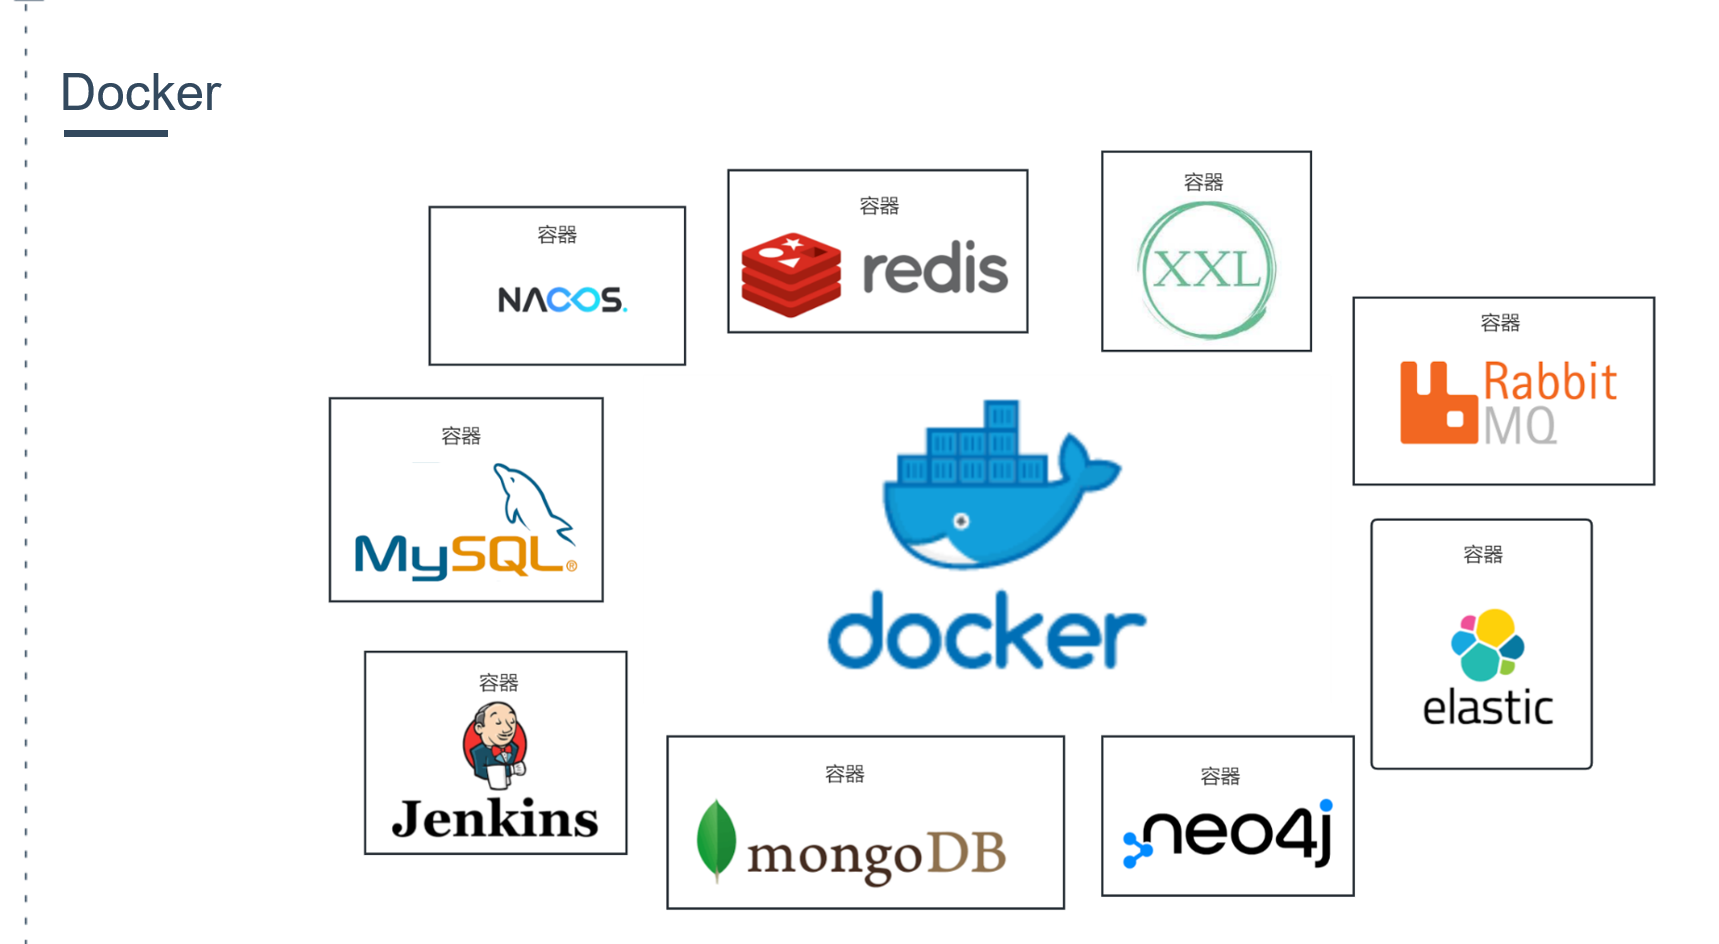 Docker
容器
NACOS.
容器
redis
容器
XXL
容器
Rabbit
MQ
容器
MySQL®
docker
容器
elastic
容器
Jenkins
容器
mongoDB
容器
neo4j